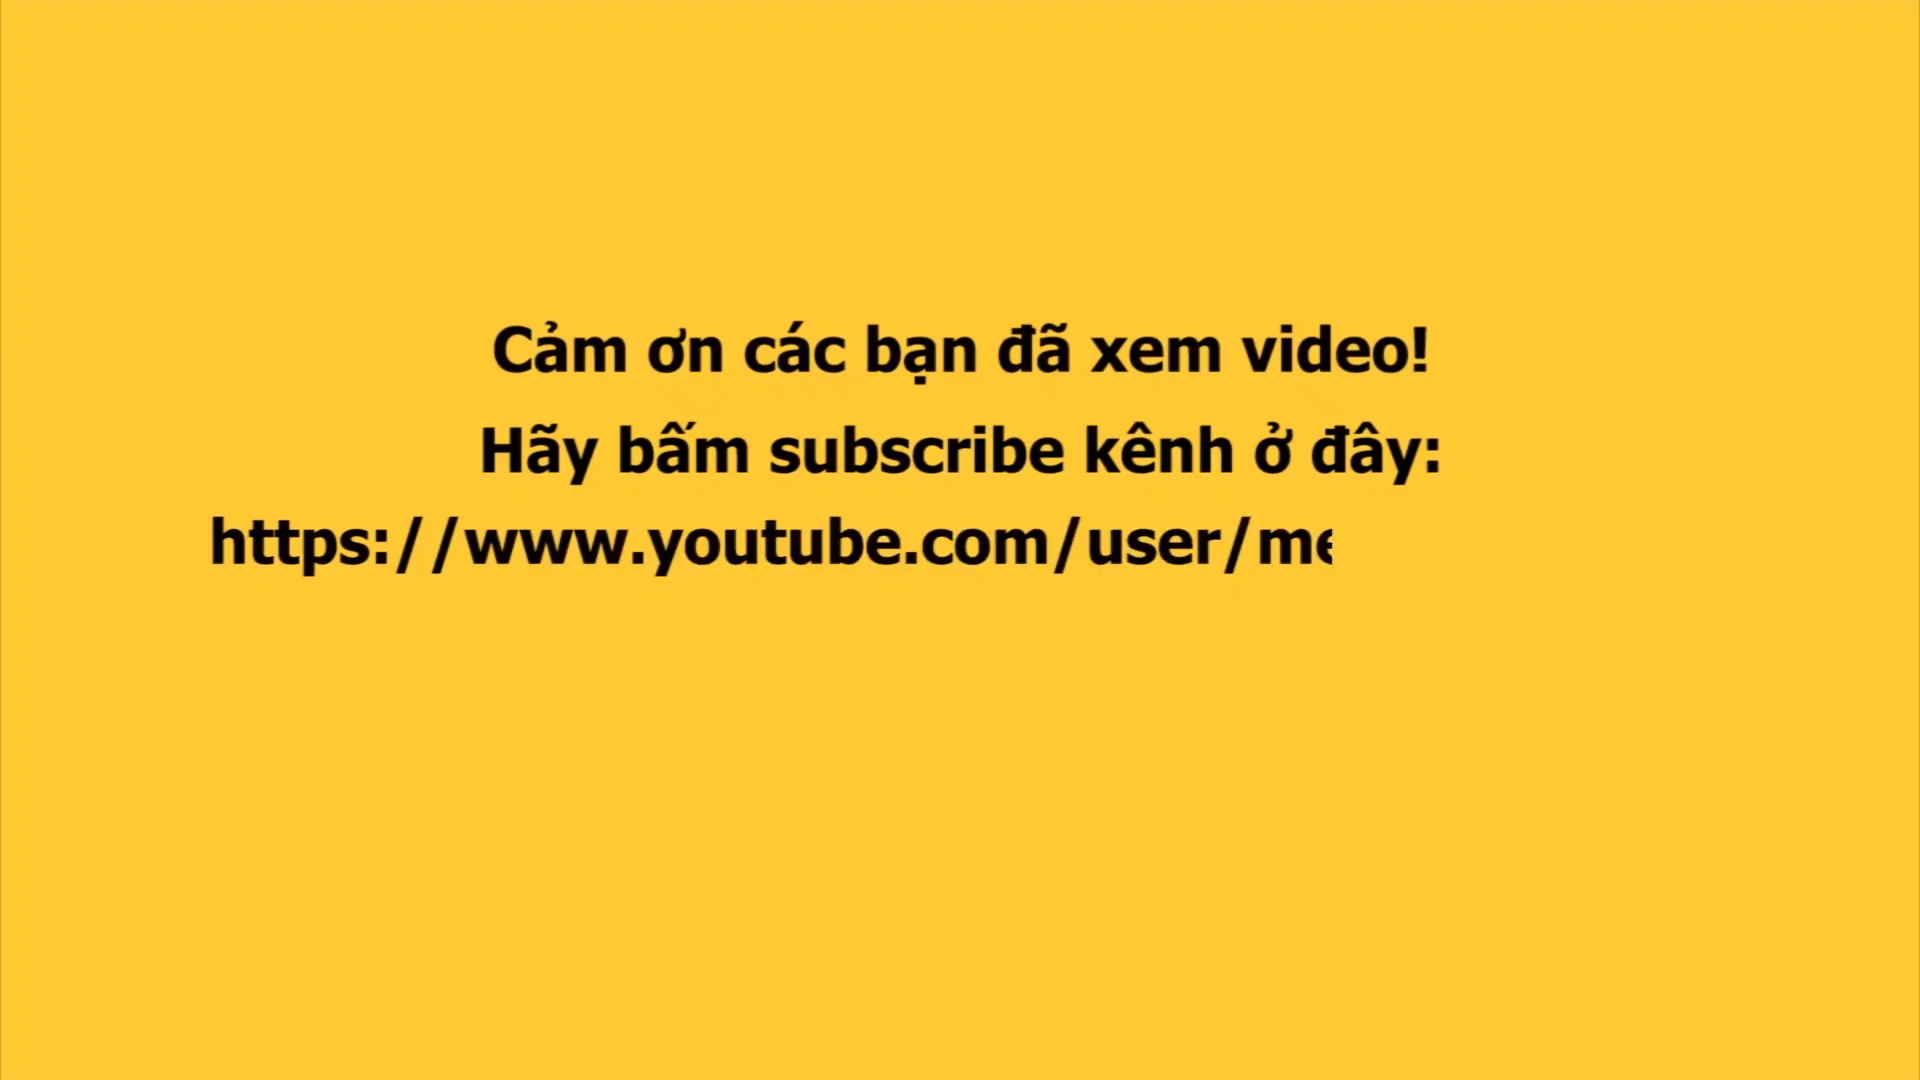 Cảm ơn các bạn đã xem video!
Hãy bấm subscribe kênh ở đây:
https://www.youtube.com/user/me